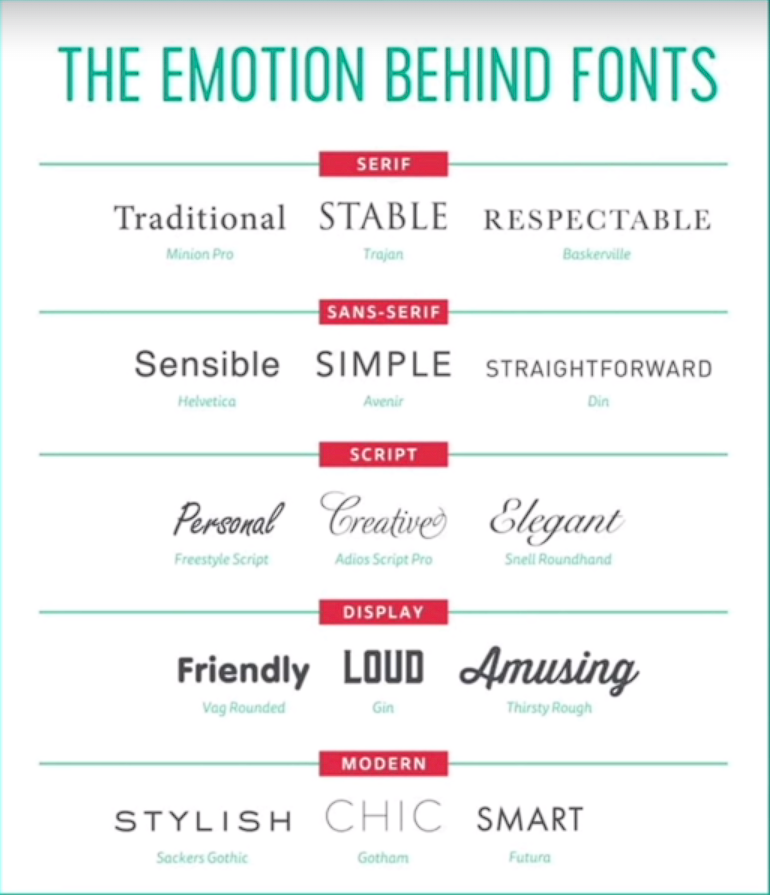 THE EMOTION BEHIND FONTS
SERIF
Traditional STABLE RESPECTABLE
Minion Pro Trajan Baskerville
SANS-SERIF
Sensible SIMPLE STRAIGHTFORWARD
Helvetica Avenir Din
SCRIPT
Personal Creative Elegant
Freestyle Script Adios Script Pro Snell Roundhand
DISPLAY
Friendly LOUD Amusing
Vag Rounded Gin Thirsty Rough
MODERN
STYLISH CHIC SMART
Sackers Gothic Gotham Futura